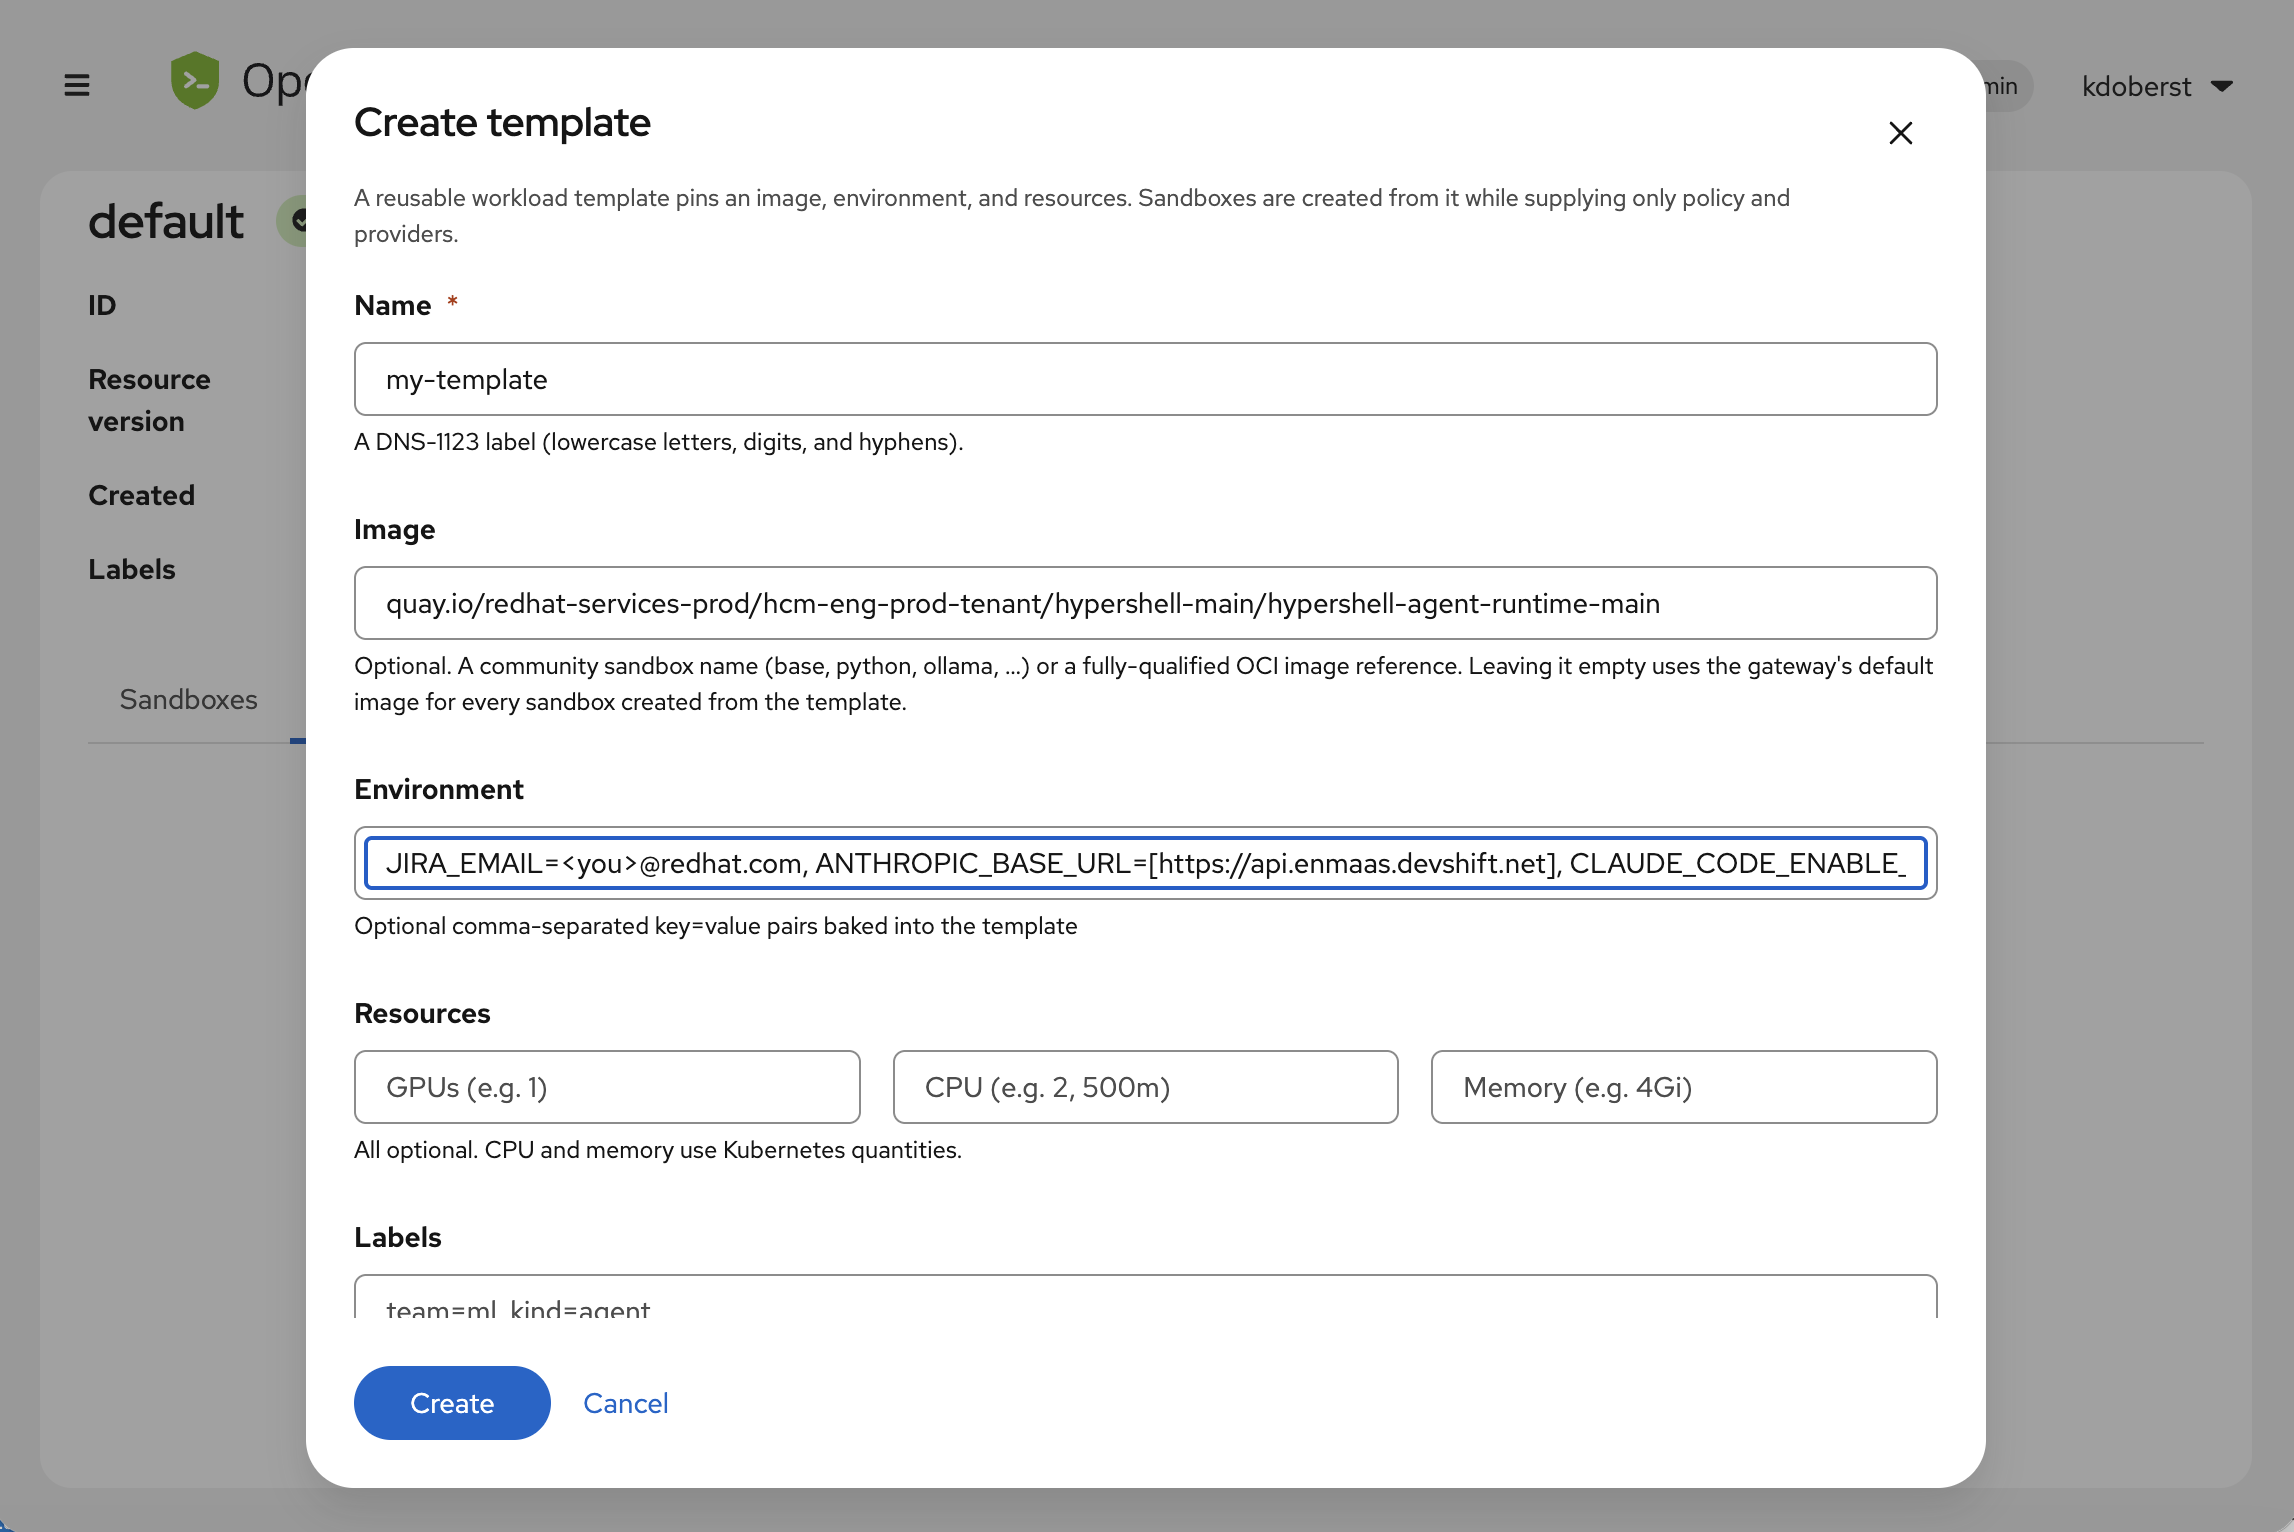 Create template
kdoberst
A reusable workload template pins an image, environment, and resources. Sandboxes are created from it while supplying only policy and
providers.
default
ID
Resource
version
Created
Labels
Sandboxes
Name *
my-template
A DNS-1123 label (lowercase letters, digits, and hyphens).
Image
quay.io/redhat-services-prod/hcm-eng-prod-tenant/hypershell-main/hypershell-agent-runtime-main
Optional. A community sandbox name (base, python, ollama, ...) or a fully-qualified OCI image reference. Leaving it empty uses the gateway's default
image for every sandbox created from the template.
Environment
JIRA_EMAIL=<you>@redhat.com, ANTHROPIC_BASE_URL=[https://api.enmaas.devshift.net], CLAUDE_CODE_ENABLE_
Optional comma-separated key=value pairs baked into the template
Resources
GPUs (e.g. 1)
CPU (e.g. 2, 500m)
Memory (e.g. 4Gi)
All optional. CPU and memory use Kubernetes quantities.
Labels
team=ml, kind=agent
Create
Cancel